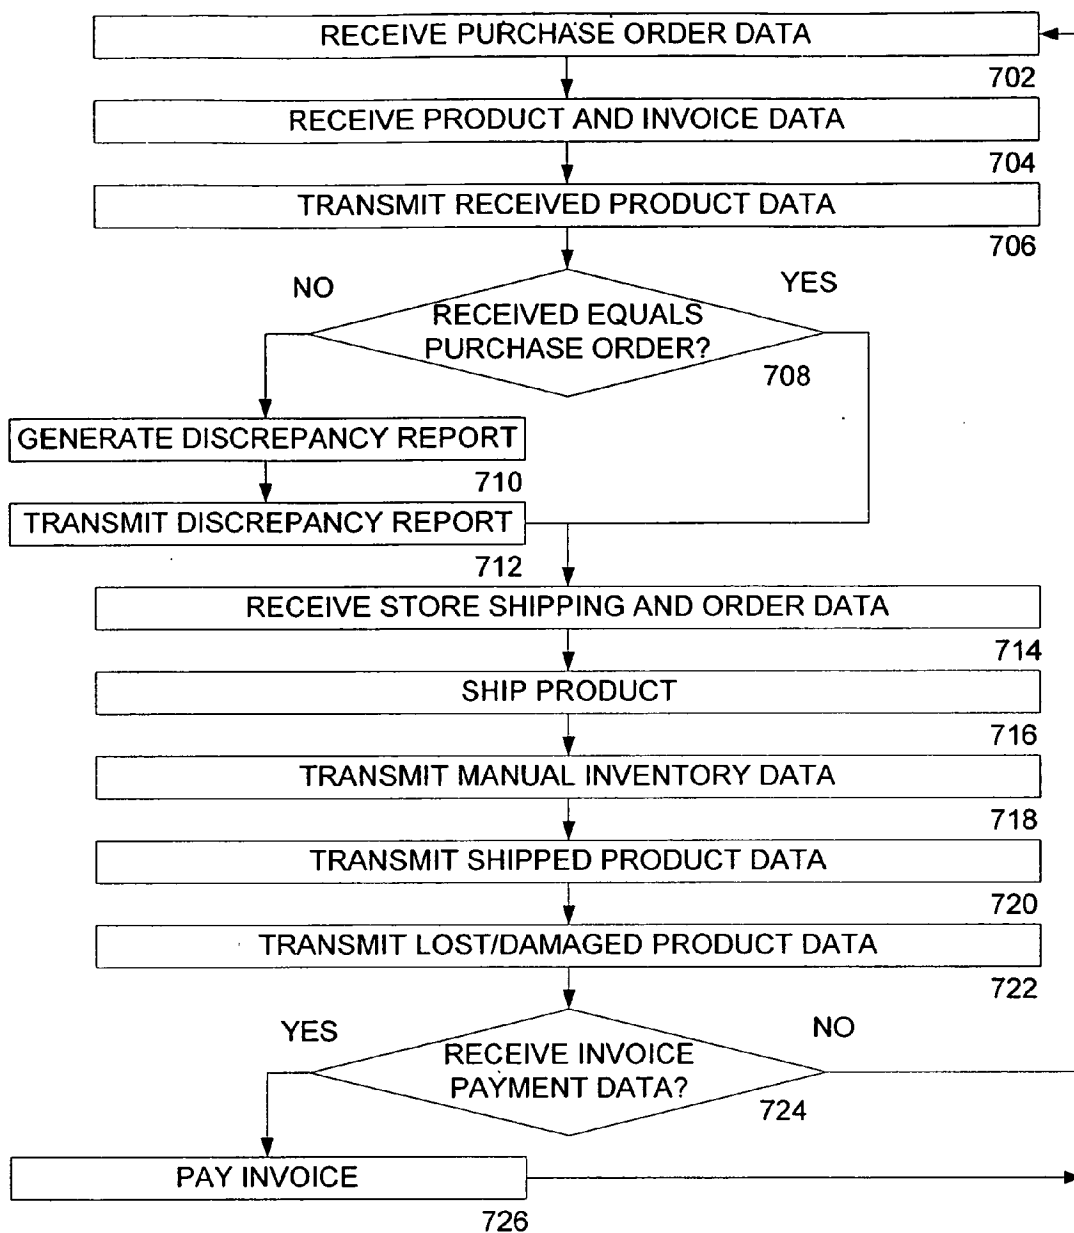 RECEIVE PURCHASE ORDER DATA
702
RECEIVE PRODUCT AND INVOICE DATA
704
TRANSMIT RECEIVED PRODUCT DATA
706
NO
YES
RECEIVED EQUALS
PURCHASE ORDER?
708
GENERATE DISCREPANCY REPORT
710
TRANSMIT DISCREPANCY REPORT
712
RECEIVE STORE SHIPPING AND ORDER DATA
714
SHIP PRODUCT
716
TRANSMIT MANUAL INVENTORY DATA
718
TRANSMIT SHIPPED PRODUCT DATA
720
TRANSMIT LOST/DAMAGED PRODUCT DATA
722
YES
NO
RECEIVE INVOICE
PAYMENT DATA?
724
PAY INVOICE
726